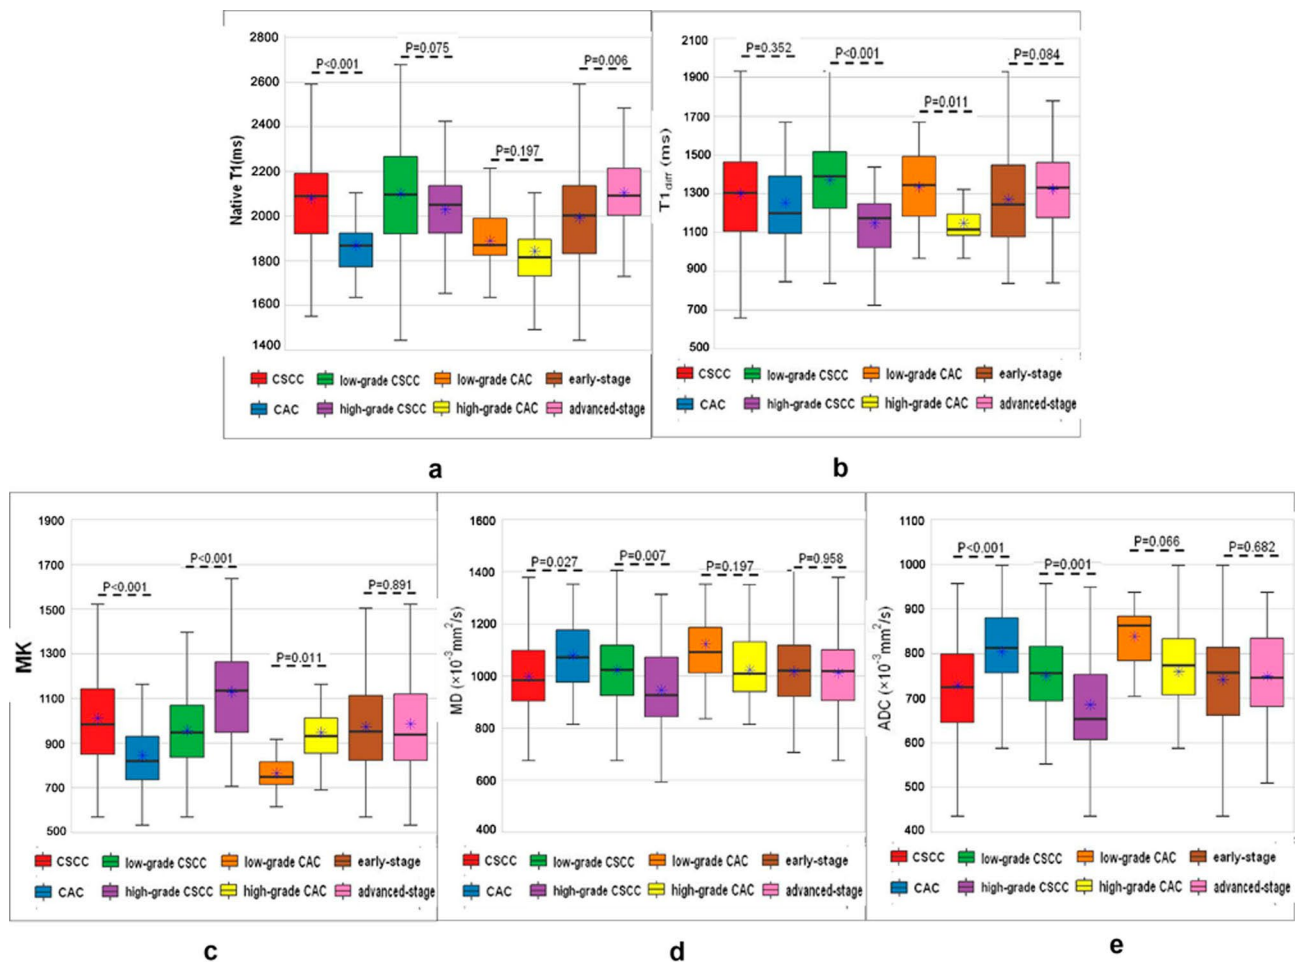 2800
2600
2400
2200
2000
1800
1600
1400
Native T1(ms)
P<0.001
P=0.075
P=0.197
P=0.006
CSCC
low-grade CSCC
low-grade CAC
early-stage
CAC
high-grade CSCC
high-grade CAC
advanced-stage
a
2100
1900
1700
1500
1300
1100
900
700
500
T1diff (ms)
P=0.352
P<0.001
P=0.011
P=0.084
CSCC
low-grade CSCC
low-grade CAC
early-stage
CAC
high-grade CSCC
high-grade CAC
advanced-stage
b
1900
1700
1500
1300
1100
900
700
500
MK
P<0.001
P<0.001
P=0.011
P=0.891
CSCC
low-grade CSCC
low-grade CAC
early-stage
CAC
high-grade CSCC
high-grade CAC
advanced-stage
c
1600
1400
1200
1000
800
600
400
MD (×10⁻³mm²/s)
P=0.027
P=0.007
P=0.197
P=0.958
CSCC
low-grade CSCC
low-grade CAC
early-stage
CAC
high-grade CSCC
high-grade CAC
advanced-stage
d
1100
1000
900
800
700
600
500
400
ADC (×10⁻³mm²/s)
P<0.001
P=0.001
P=0.066
P=0.682
CSCC
low-grade CSCC
low-grade CAC
early-stage
CAC
high-grade CSCC
high-grade CAC
advanced-stage
e